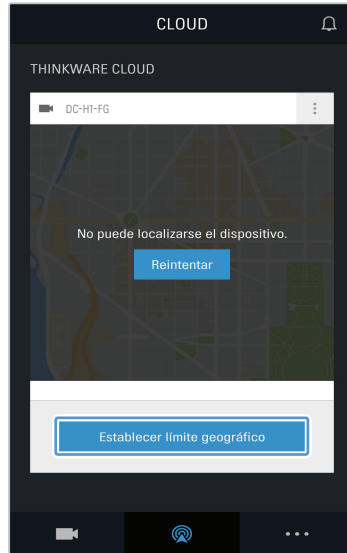 CLOUD
THINKWARE CLOUD
DC-H1-FG
No puede localizarse el dispositivo.
Reintentar
Establecer límite geográfico